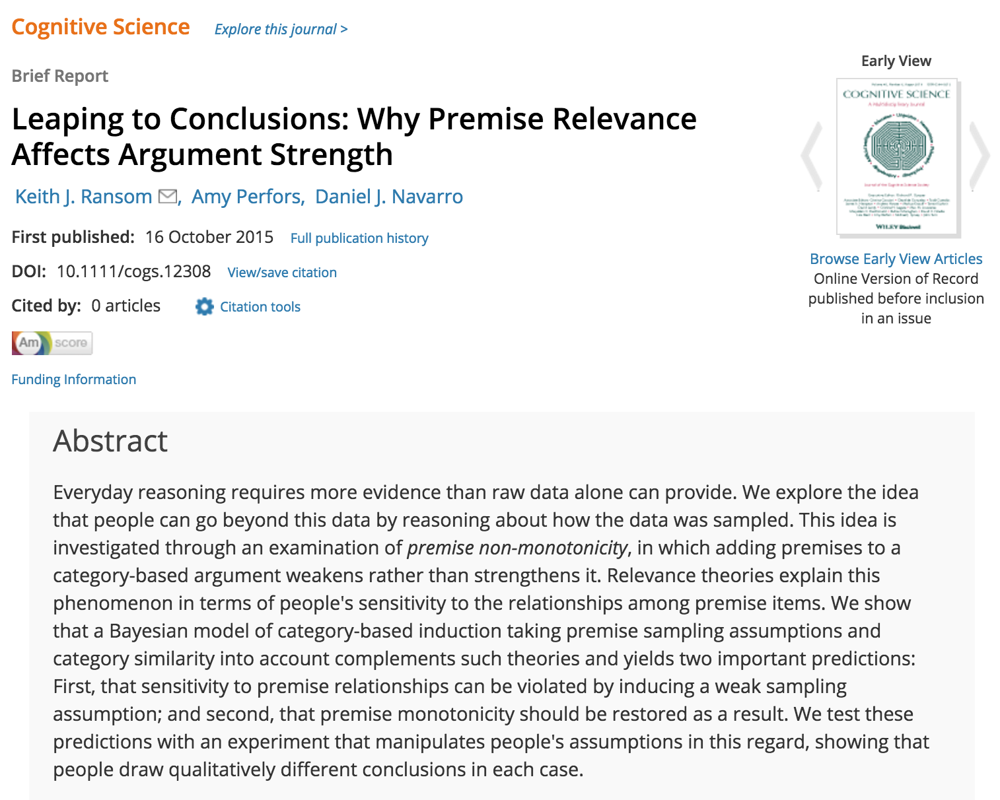 Cognitive Science Explore this journal >
Brief Report
Leaping to Conclusions: Why Premise Relevance
Affects Argument Strength
Keith J. Ransom, Amy Perfors, Daniel J. Navarro
First published: 16 October 2015 Full publication history
DOI: 10.1111/cogs.12308 View/save citation
Cited by: 0 articles Citation tools
Am score
Funding Information
Early View
COGNITIVE SCIENCE
A Multidisciplinary Journal
WILEY Blackwell
Browse Early View Articles
Online Version of Record
published before inclusion
in an issue
Abstract
Everyday reasoning requires more evidence than raw data alone can provide. We explore the idea
that people can go beyond this data by reasoning about how the data was sampled. This idea is
investigated through an examination of premise non-monotonicity, in which adding premises to a
category-based argument weakens rather than strengthens it. Relevance theories explain this
phenomenon in terms of people's sensitivity to the relationships among premise items. We show
that a Bayesian model of category-based induction taking premise sampling assumptions and
category similarity into account complements such theories and yields two important predictions:
First, that sensitivity to premise relationships can be violated by inducing a weak sampling
assumption; and second, that premise monotonicity should be restored as a result. We test these
predictions with an experiment that manipulates people's assumptions in this regard, showing that
people draw qualitatively different conclusions in each case.